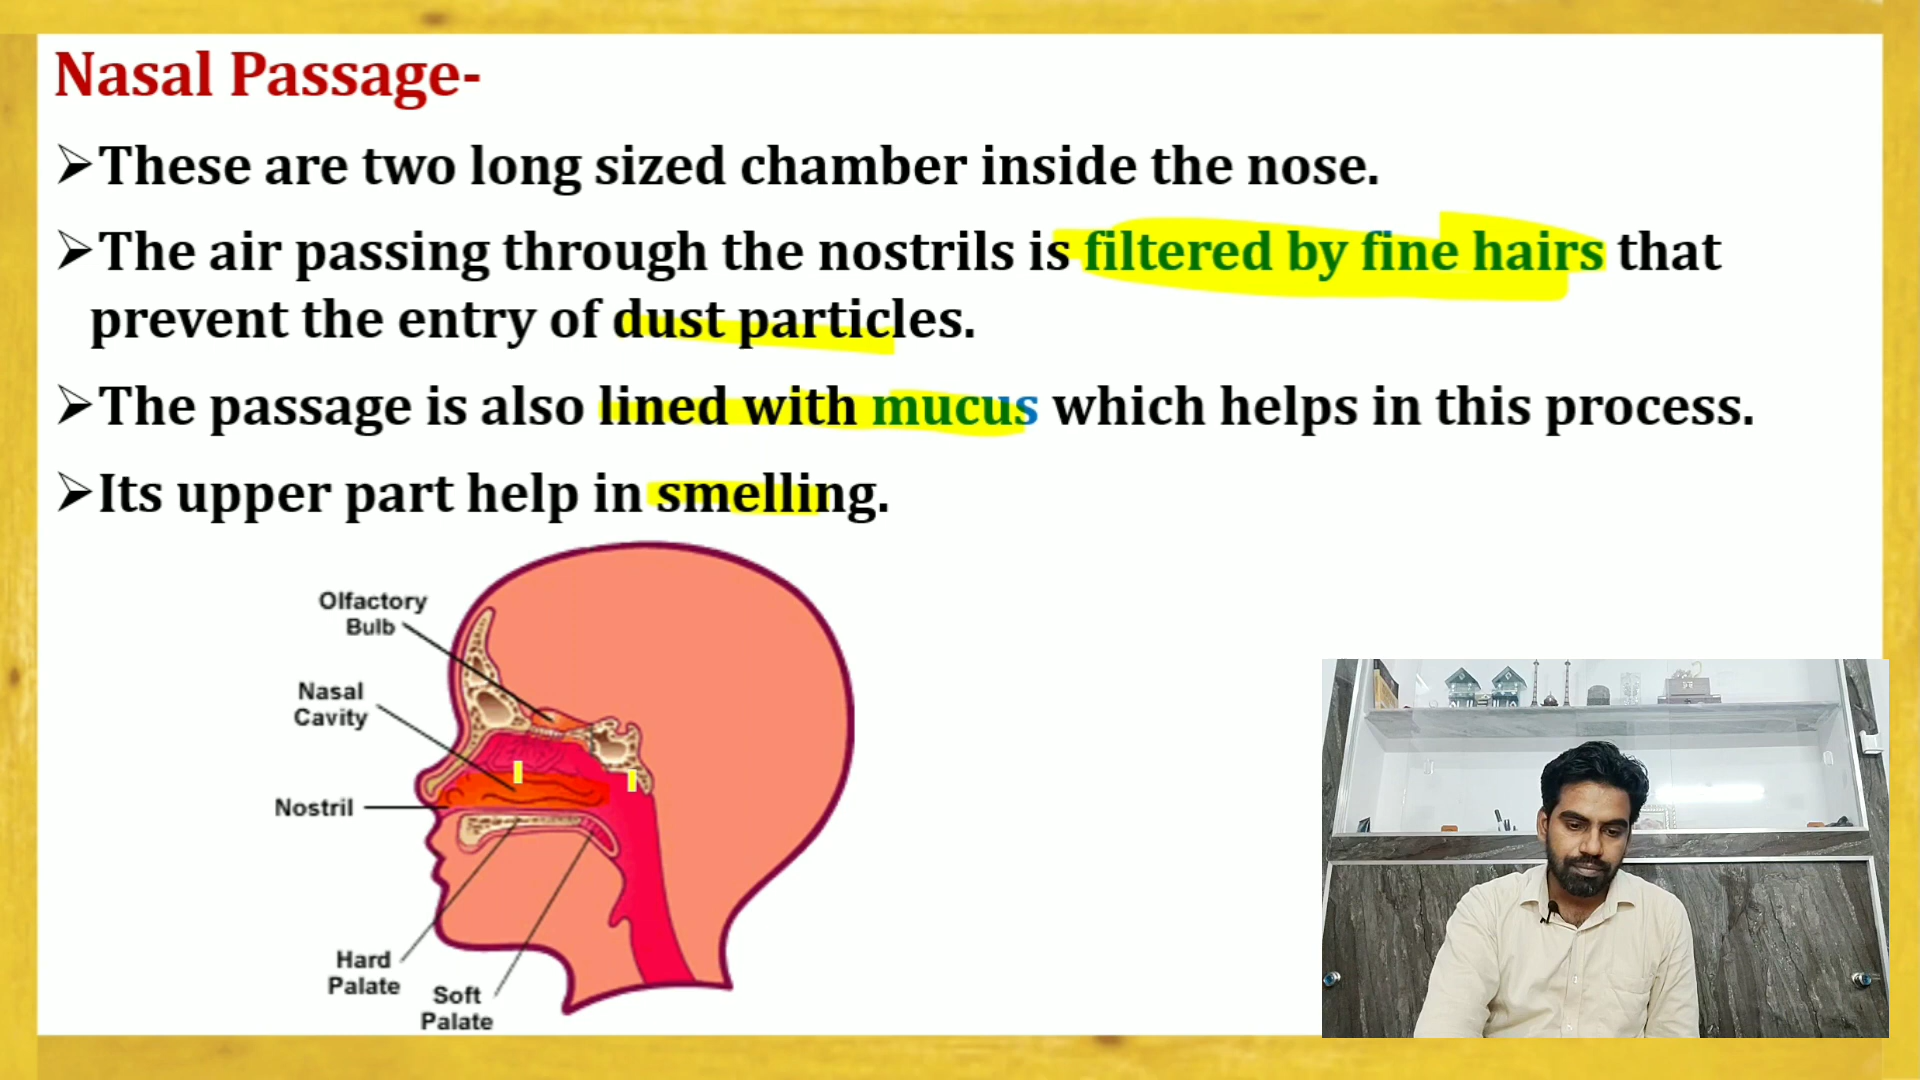 Nasal Passage-
➢These are two long sized chamber inside the nose.
➢The air passing through the nostrils is filtered by fine hairs that
prevent the entry of dust particles.
➢The passage is also lined with mucus which helps in this process.
➢Its upper part help in smelling.
Olfactory
Bulb
Nasal
Cavity
Nostril
Hard
Palate
Soft
Palate